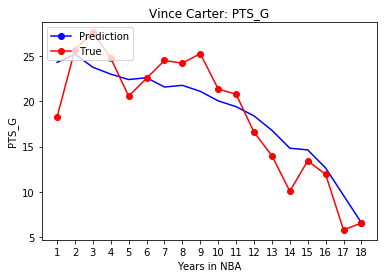 Vince Carter: PTS_G
Prediction
True
PTS_G
25
20
15
10
5
1 2 3 4 5 6 7 8 9 10 11 12 13 14 15 16 17 18
Years in NBA